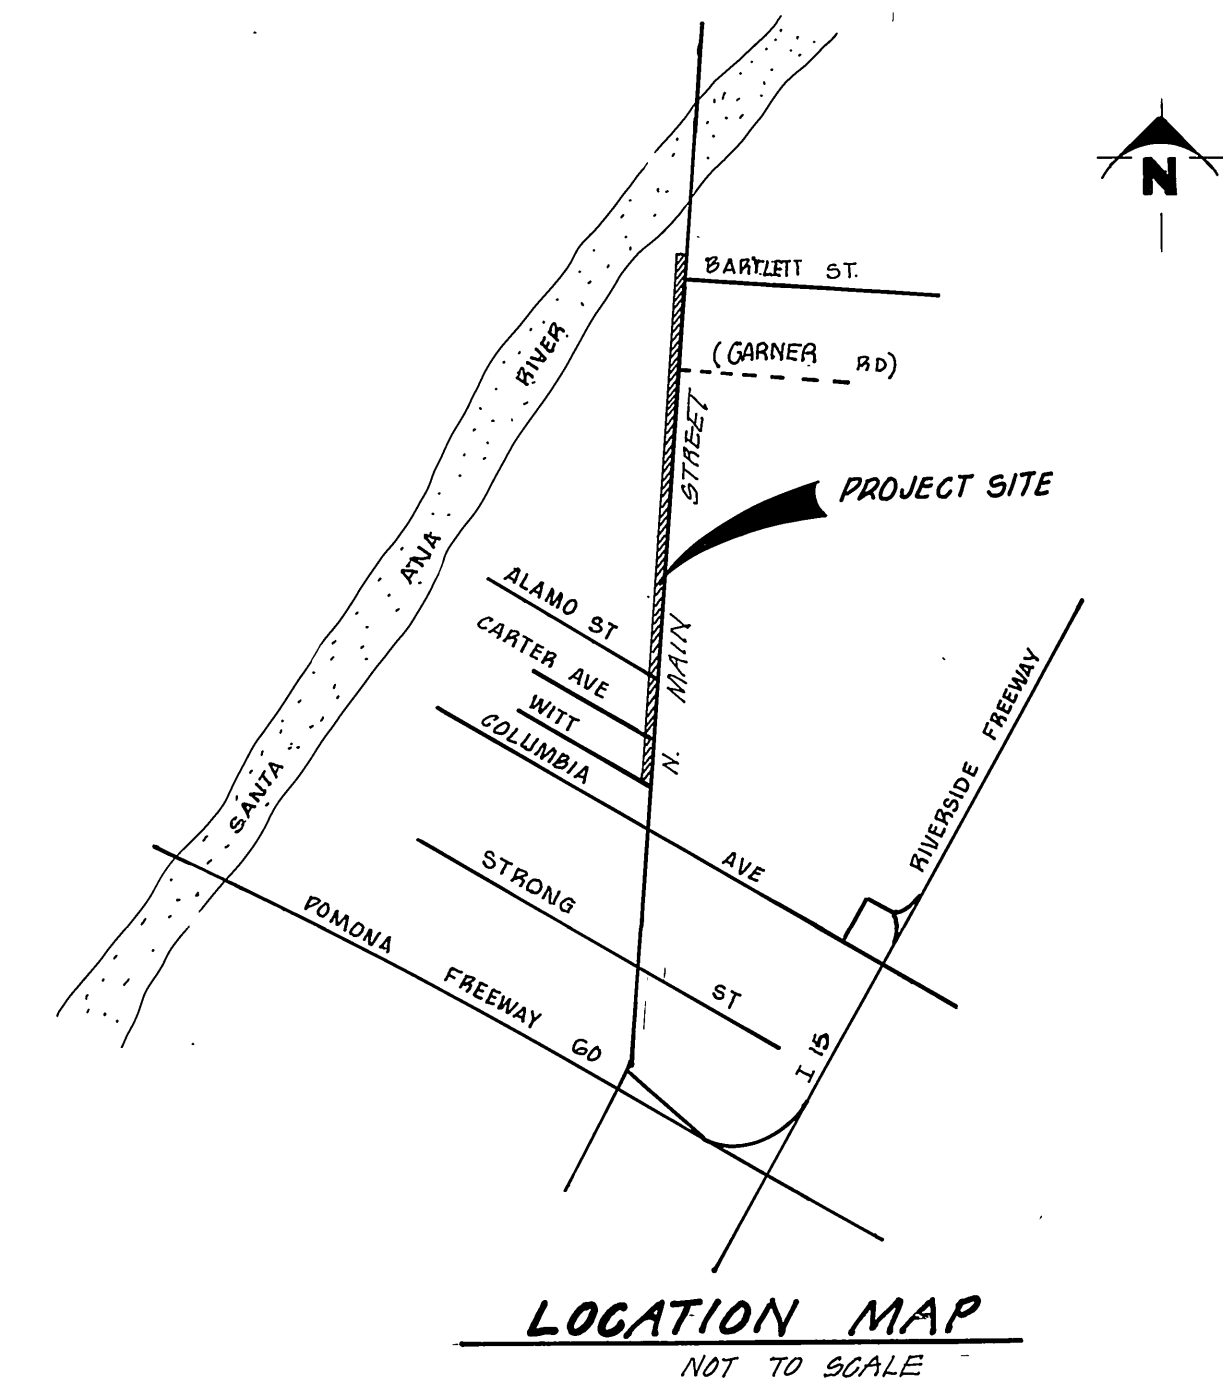 N
BARTLETT ST.
(GARNER RD)
RIVER
STREET
PROJECT SITE
ANA
ALAMO ST
CARTER AVE
MAIN
WITT
COLUMBIA
N.
RIVERSIDE FREEWAY
SANTA
AVE
STRONG
POMONA
FREEWAY
ST
60
I 15
LOCATION MAP
NOT TO SCALE